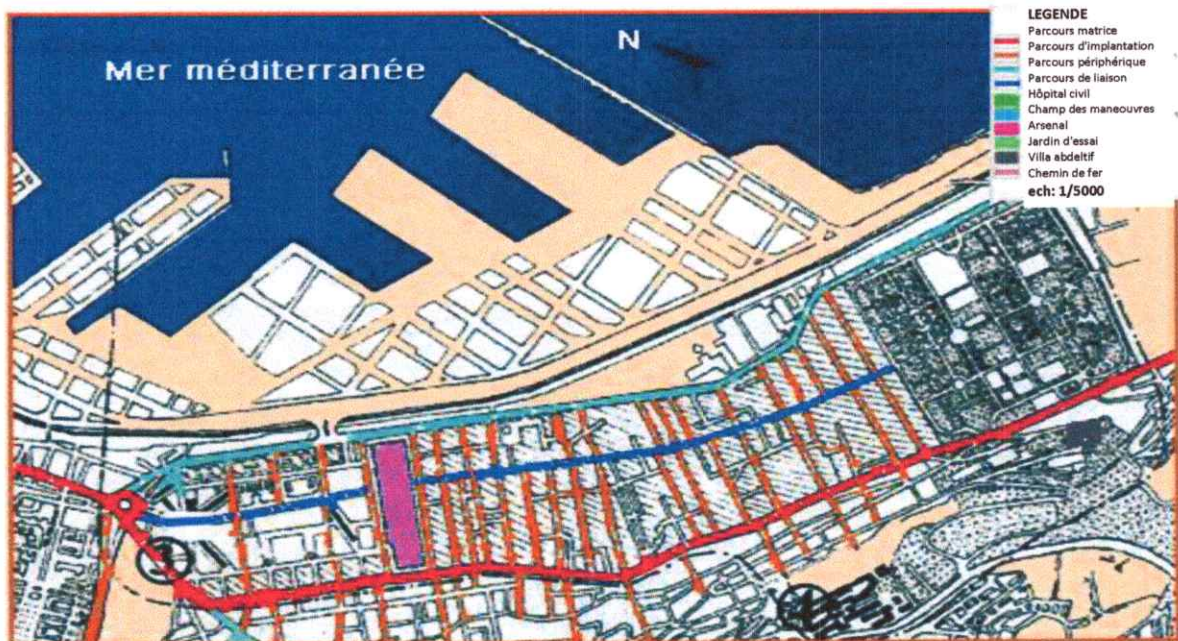 N
Mer méditerranée
LEGENDE
Parcours matrice
Parcours d'implantation
Parcours périphérique
Parcours de liaison
Hôpital civil
Champ des maneouvres
Arsenal
Jardin d'essai
Villa abdeltif
Chemin de fer
ech: 1/5000